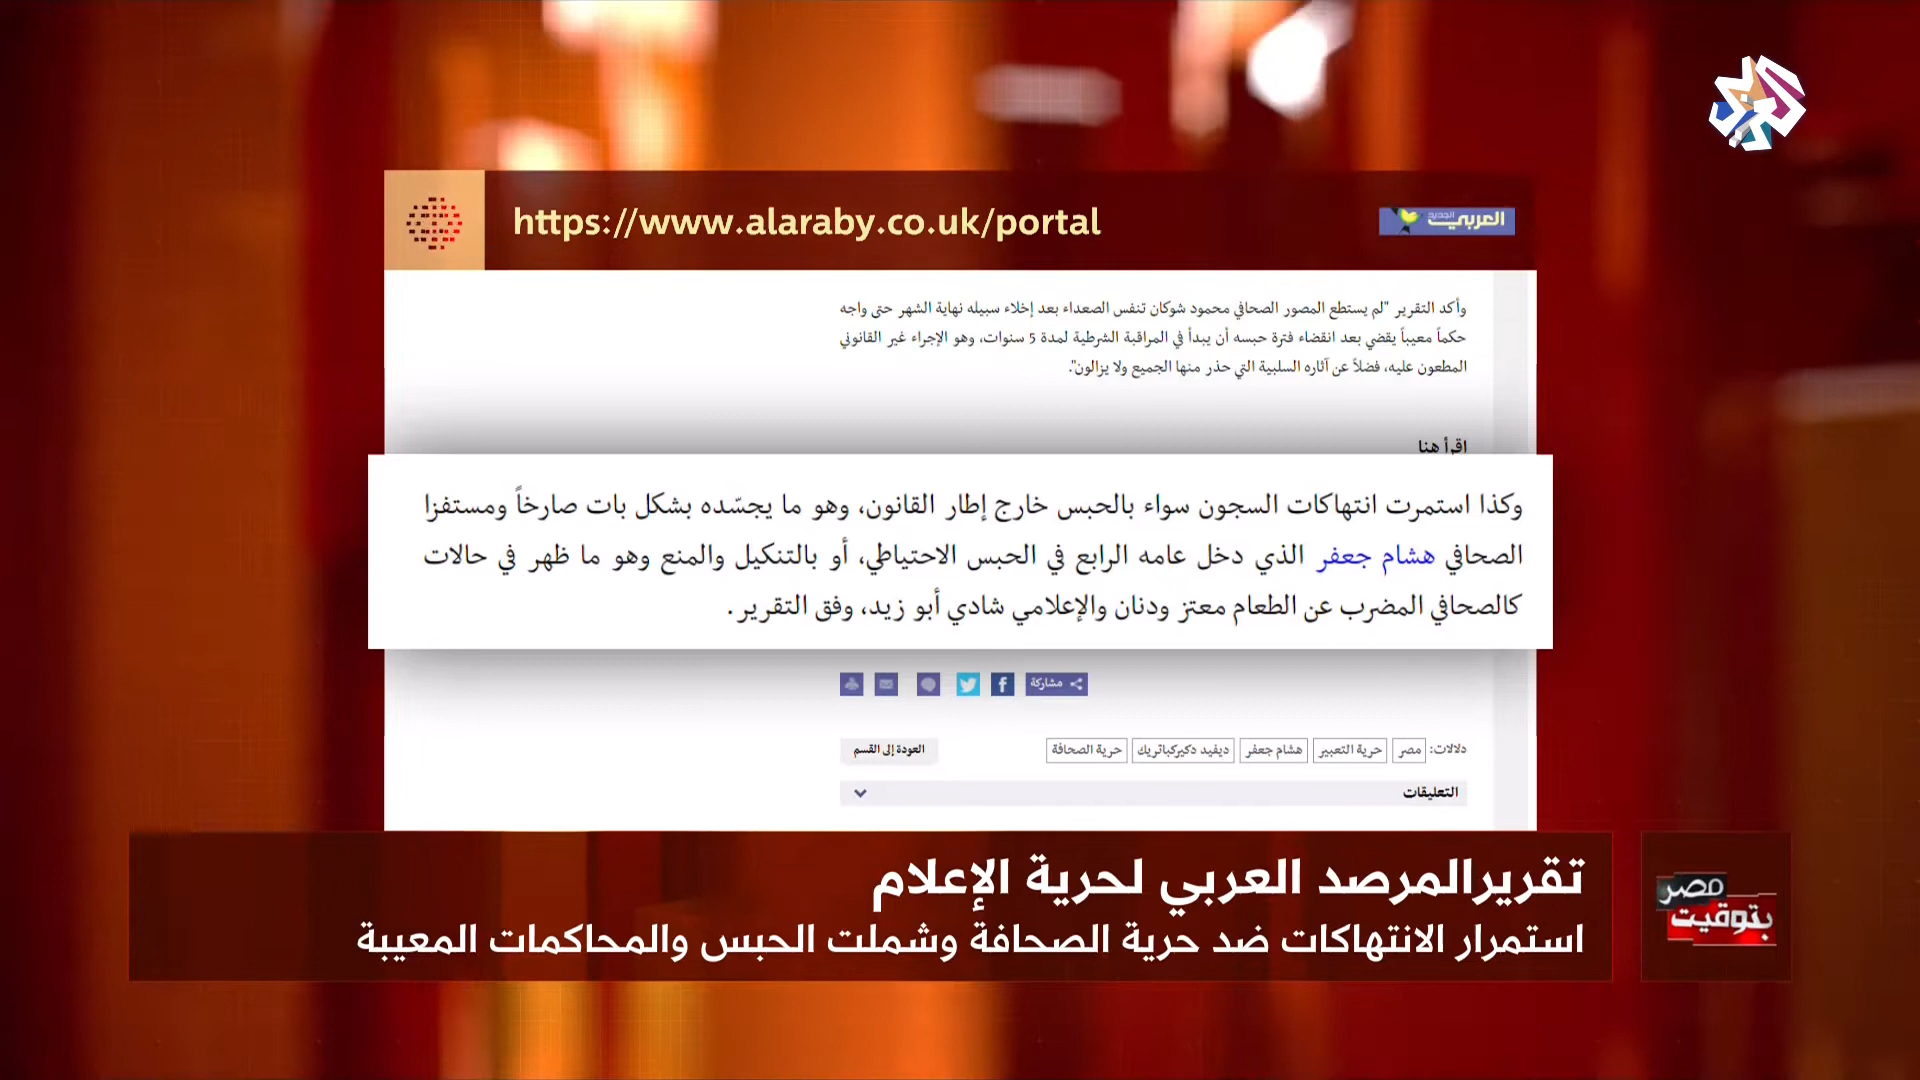 https://www.alaraby.co.uk/portal
العربي الجديد
وأكد التقرير "لم يستطع المصور الصحافي محمود شوكان تنفس الصعداء بعد إخلاء سبيله نهاية الشهر حتى واجه
حكماً معيباً يقضي بعد انقضاء فترة حبسه أن يبدأ في المراقبة الشرطية لمدة 5 سنوات، وهو الإجراء غير القانوني
المطعون عليه، فضلاً عن آثاره السلبية التي حذر منها الجميع ولا يزالون".
اقرأ هنا
وكذا استمرت انتهاكات السجون سواء بالحبس خارج إطار القانون، وهو ما يجسّده بشكل بات صارخاً ومستفزا
الصحافي هشام جعفر الذي دخل عامه الرابع في الحبس الاحتياطي، أو بالتنكيل والمنع وهو ما ظهر في حالات
كالصحافي المضرب عن الطعام معتز ودنان والإعلامي شادي أبو زيد، وفق التقرير.
مشاركة
دلالات: مصر حرية التعبير هشام جعفر ديفيد دكيركباتريك حرية الصحافة
العودة إلى القسم
التعليقات
تقريرالمرصد العربي لحرية الإعلام
استمرار الانتهاكات ضد حرية الصحافة وشملت الحبس والمحاكمات المعيبة
مصر
بتوقيت